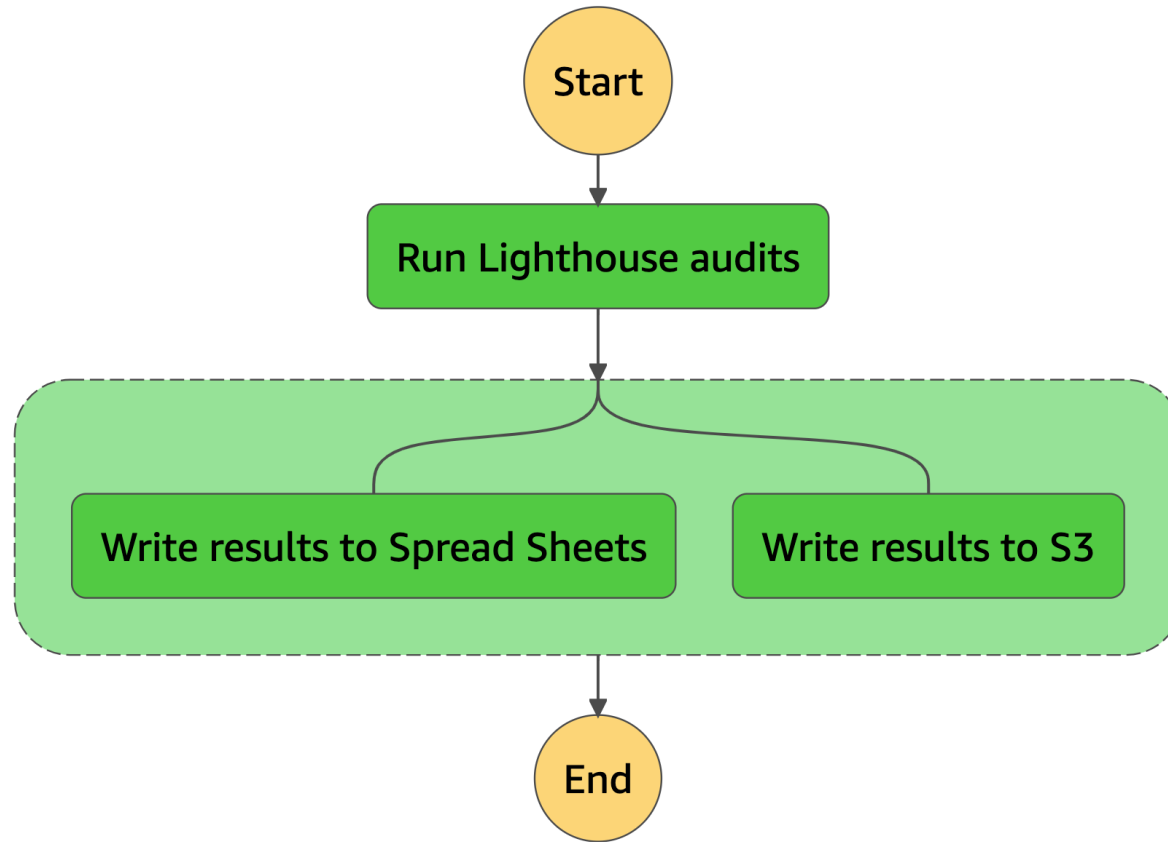 Start
Run Lighthouse audits
Write results to Spread Sheets
Write results to S3
End